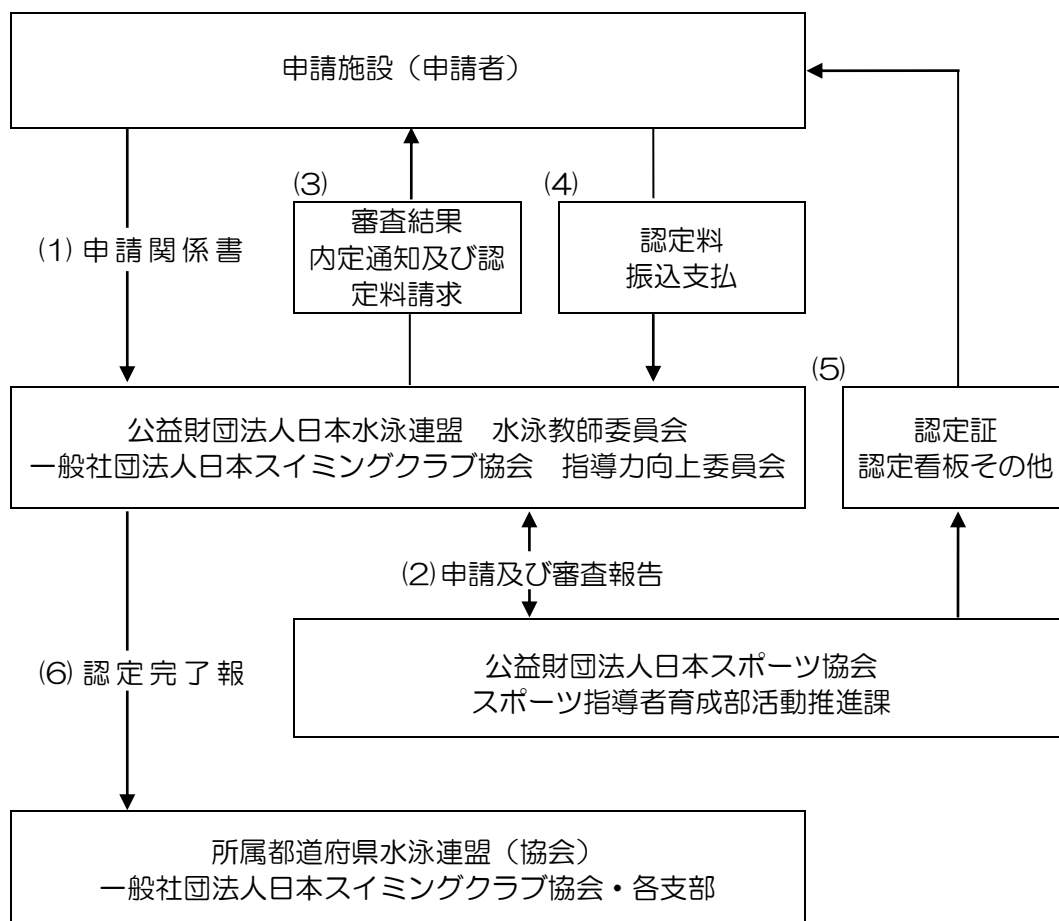 申請施設（申請者）
(3)
(4)
審査結果
内定通知及び認
定料請求
認定料
振込支払
(1)申請関係書
(5)
公益財団法人日本水泳連盟　水泳教師委員会
一般社団法人日本スイミングクラブ協会　指導力向上委員会
認定証
認定看板その他
(2)申請及び審査報告
公益財団法人日本スポーツ協会
スポーツ指導者育成部活動推進課
(6)認定完了報
所属都道府県水泳連盟（協会）
一般社団法人日本スイミングクラブ協会・各支部